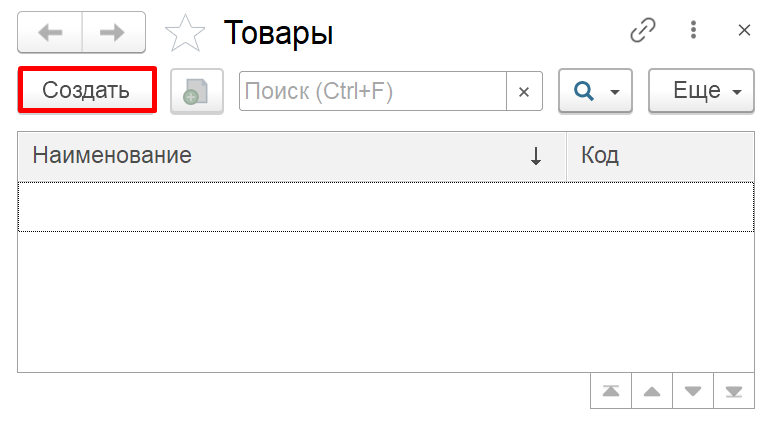 Товары
Создать Поиск (Ctrl+F) Еще
Наименование Код